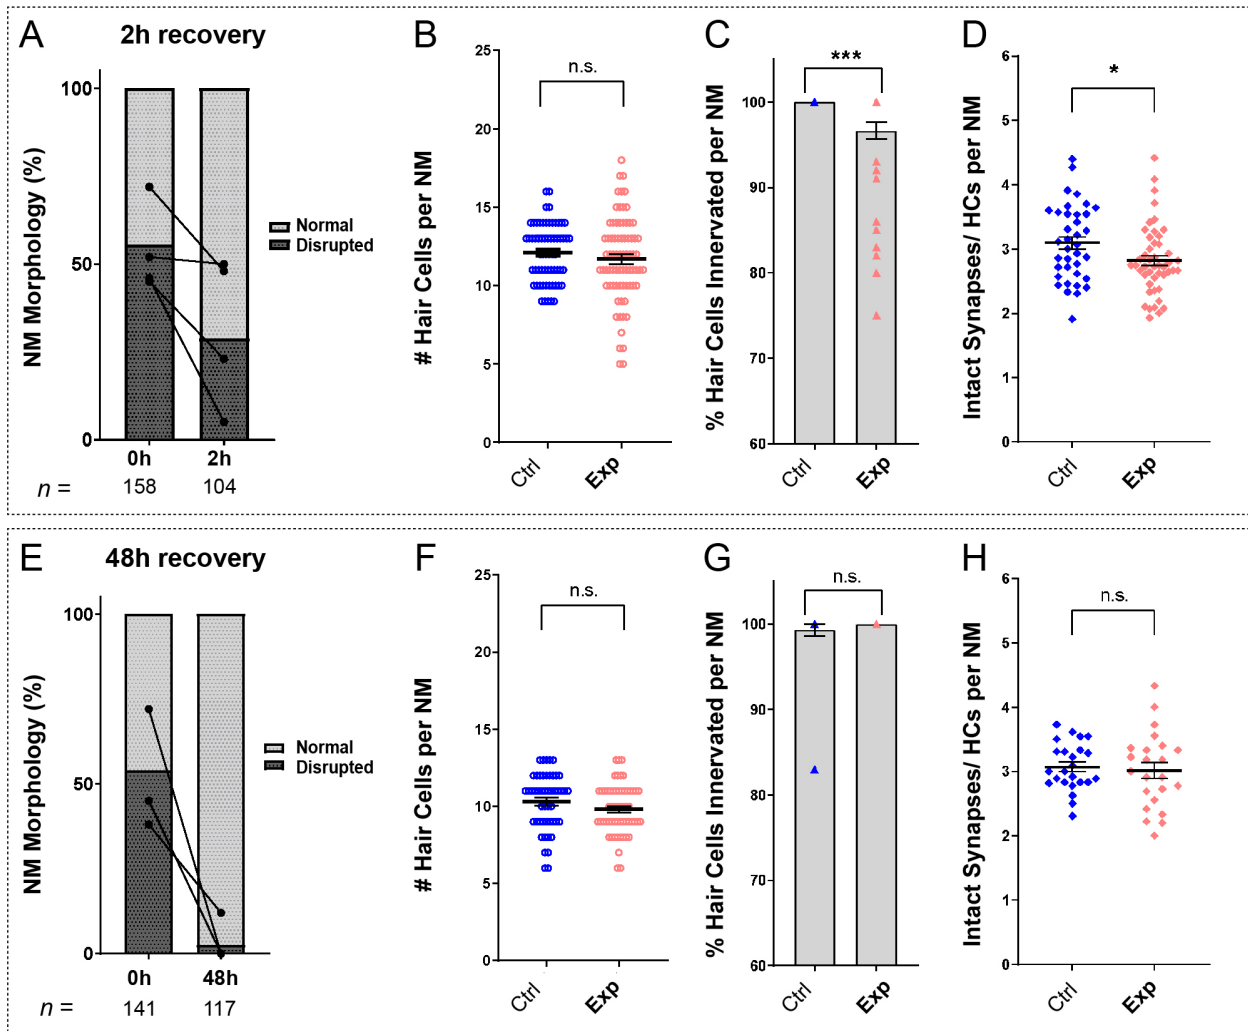 A
2h recovery
NM Morphology (%)
100
50
0
0h
2h
n =
158
104
Normal
Disrupted
B
# Hair Cells per NM
25
20
15
10
5
0
n.s.
Ctrl
Exp
C
% Hair Cells Innervated per NM
100
90
80
70
60
***
Ctrl
Exp
D
Intact Synapses/ HCs per NM
6
5
4
3
2
1
0
*
Ctrl
Exp
E
48h recovery
NM Morphology (%)
100
50
0
0h
48h
n =
141
117
Normal
Disrupted
F
# Hair Cells per NM
25
20
15
10
5
0
n.s.
Ctrl
Exp
G
% Hair Cells Innervated per NM
100
90
80
70
60
n.s.
Ctrl
Exp
H
Intact Synapses/ HCs per NM
6
5
4
3
2
1
0
n.s.
Ctrl
Exp